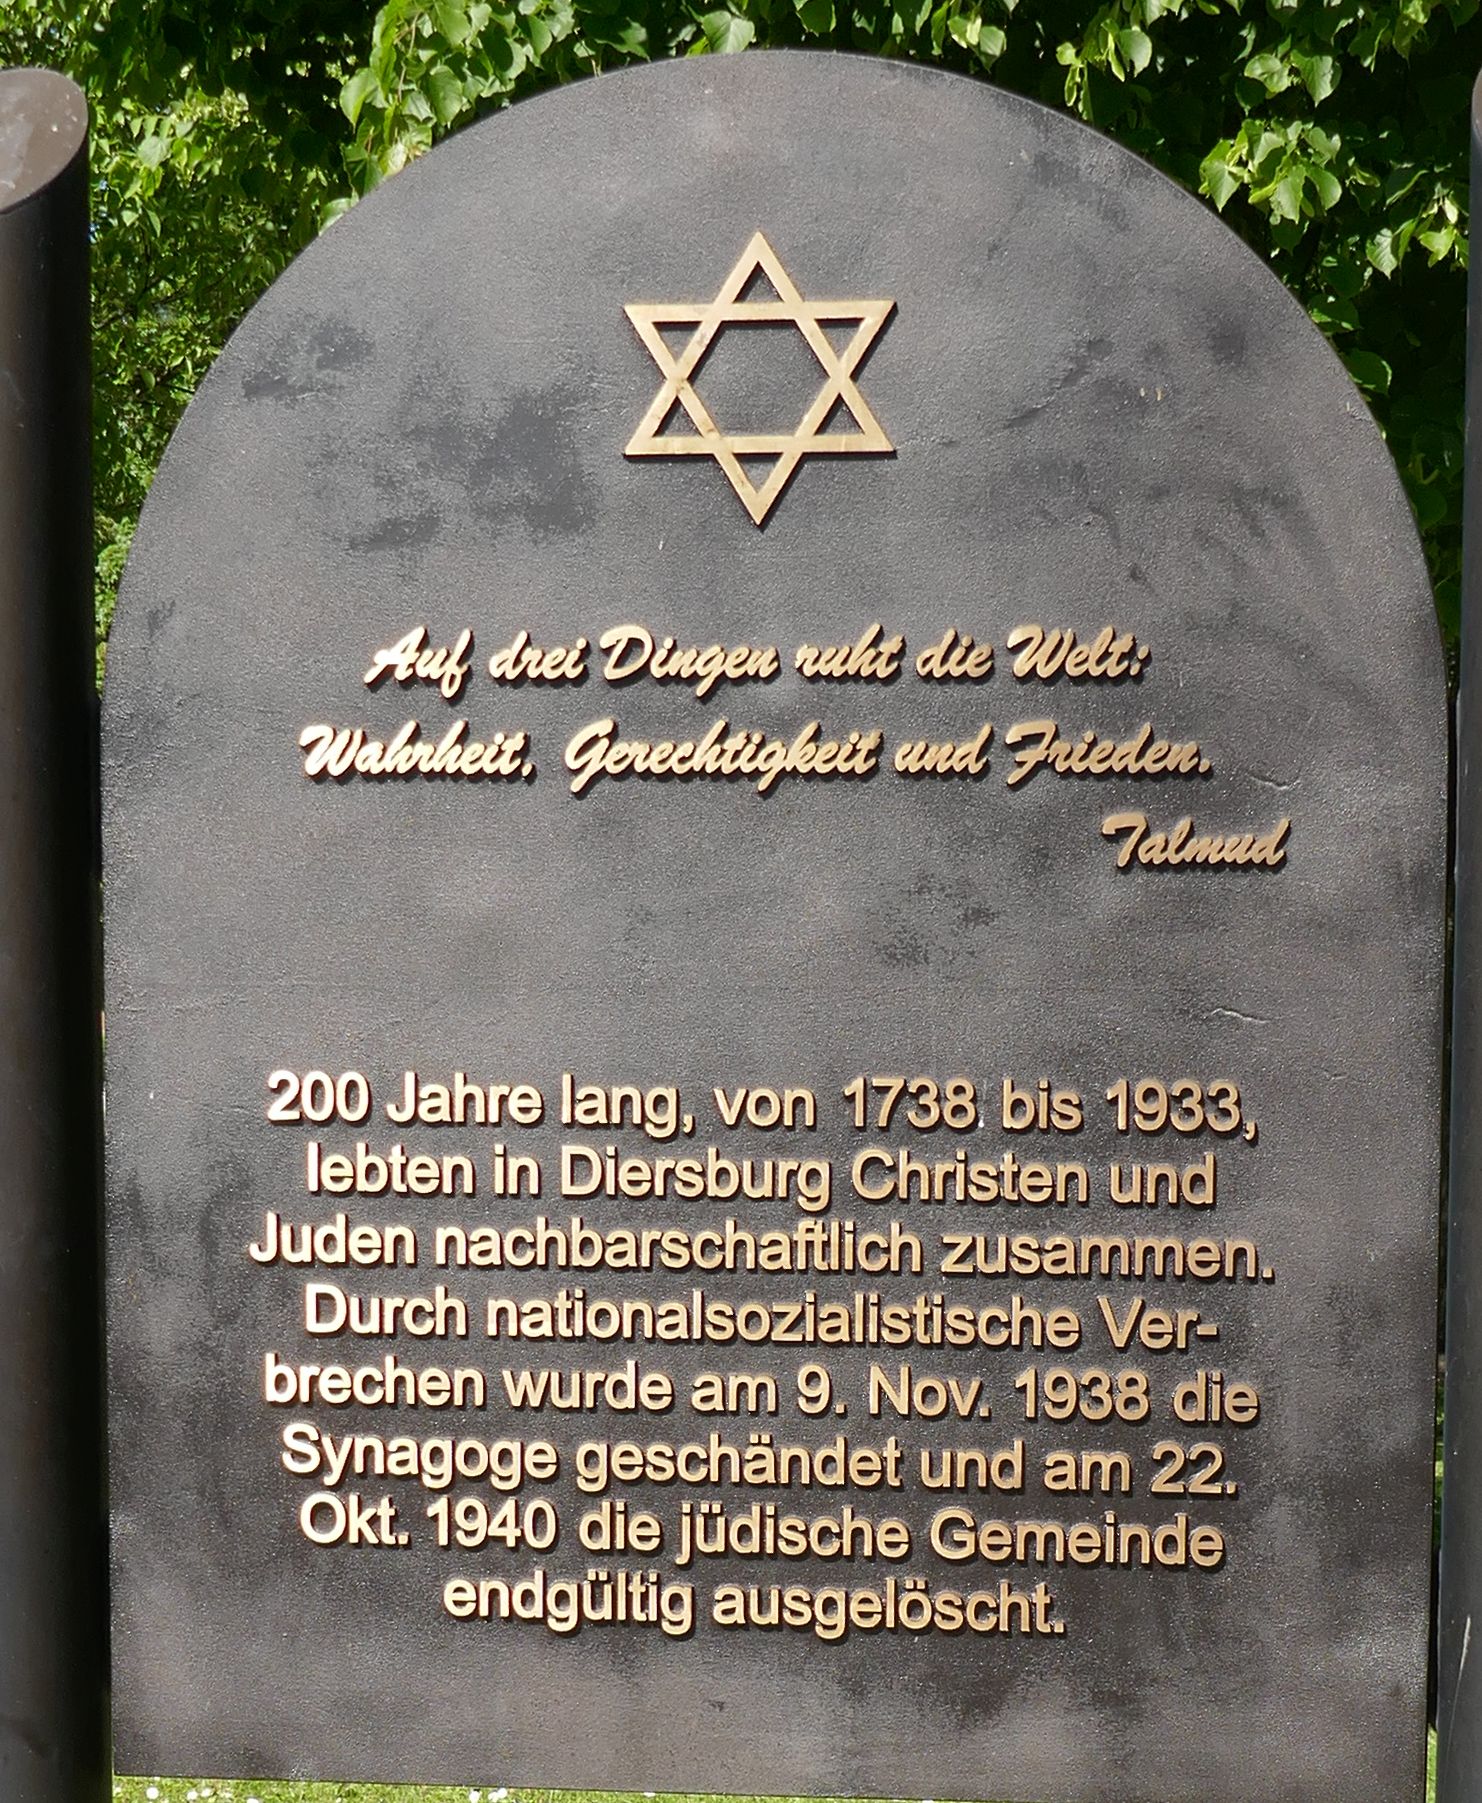 Auf drei Dingen ruht die Welt:
Wahrheit, Gerechtigkeit und Frieden.
Talmud
200 Jahre lang, von 1738 bis 1933,
lebten in Diersburg Christen und
Juden nachbarschaftlich zusammen.
Durch nationalsozialistische Ver-
brechen wurde am 9. Nov. 1938 die
Synagoge geschändet und am 22.
Okt. 1940 die jüdische Gemeinde
endgültig ausgelöscht.